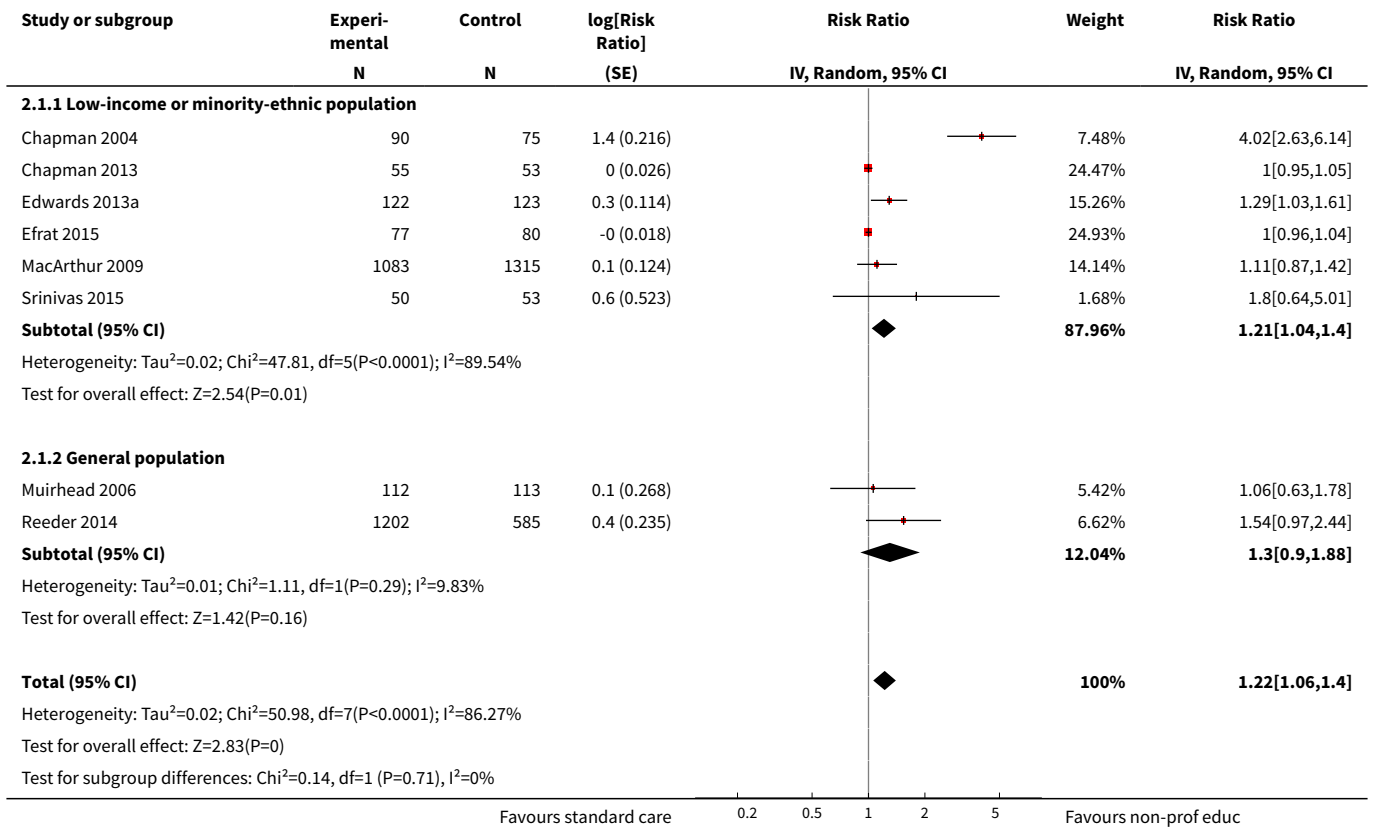 Study or subgroup Experi- Control log[Risk Risk Ratio Weight Risk Ratio
mental Ratio]
N N (SE) IV, Random, 95% CI IV, Random, 95% CI
2.1.1 Low-income or minority-ethnic population
Chapman 2004 90 75 1.4 (0.216) 7.48% 4.02[2.63,6.14]
Chapman 2013 55 53 0 (0.026) 24.47% 1[0.95,1.05]
Edwards 2013a 122 123 0.3 (0.114) 15.26% 1.29[1.03,1.61]
Efrat 2015 77 80 -0 (0.018) 24.93% 1[0.96,1.04]
MacArthur 2009 1083 1315 0.1 (0.124) 14.14% 1.11[0.87,1.42]
Srinivas 2015 50 53 0.6 (0.523) 1.68% 1.8[0.64,5.01]
Subtotal (95% CI) 87.96% 1.21[1.04,1.4]
Heterogeneity: Tau²=0.02; Chi²=47.81, df=5(P<0.0001); I²=89.54%
Test for overall effect: Z=2.54(P=0.01)
2.1.2 General population
Muirhead 2006 112 113 0.1 (0.268) 5.42% 1.06[0.63,1.78]
Reeder 2014 1202 585 0.4 (0.235) 6.62% 1.54[0.97,2.44]
Subtotal (95% CI) 12.04% 1.3[0.9,1.88]
Heterogeneity: Tau²=0.01; Chi²=1.11, df=1(P=0.29); I²=9.83%
Test for overall effect: Z=1.42(P=0.16)
Total (95% CI) 100% 1.22[1.06,1.4]
Heterogeneity: Tau²=0.02; Chi²=50.98, df=7(P<0.0001); I²=86.27%
Test for overall effect: Z=2.83(P=0)
Test for subgroup differences: Chi²=0.14, df=1 (P=0.71), I²=0%
Favours standard care 0.2 0.5 1 2 5 Favours non-prof educ